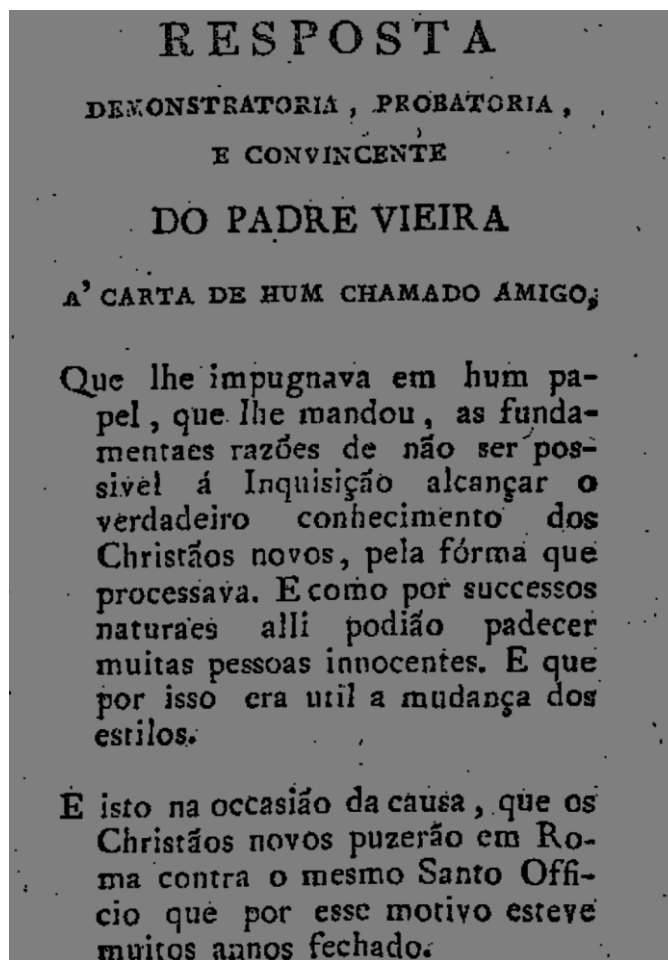 RESPOSTA
DEMONSTRATORIA, PROBATORIA,
E CONVINCENTE
DO PADRE VIEIRA
A' CARTA DE HUM CHAMADO AMIGO,
Que lhe impugnava em hum pa-
pel, que lhe mandou, as funda-
mentaes razões de não ser pos-
sivel á Inquisição alcançar o
verdadeiro conhecimento dos
Christãos novos, pela fórma que
processava. E como por successos
naturaes alli podião padecer
muitas pessoas innocentes. E que
por isso era util a mudança dos
estilos.
E isto na occasião da causa, que os
Christãos novos puzerão em Ro-
ma contra o mesmo Santo Offi-
cio que por esse motivo esteve
muitos annos fechado.